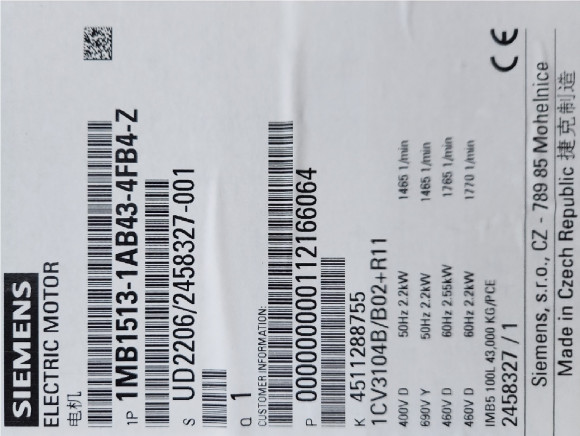 SIEMENS
ELECTRIC MOTOR
电机
1P 1MB1513-1AB43-4FB4-Z
S UD2206/2458327-001
Q 1
CUSTOMER INFORMATION:
P 000000000112166064
K 4511288755
1CV3104B/B02+R11
400V D 50Hz 2.2kW 1465 1/min
690V Y 50Hz 2.2kW 1465 1/min
460V D 60Hz 2.55kW 1765 1/min
460V D 60Hz 2.2kW 1770 1/min
IMB5 100L 43,000 KG/PCE
2458327 / 1
CE
Siemens, s.r.o., CZ - 789 85 Mohelnice
Made in Czech Republic 捷克制造